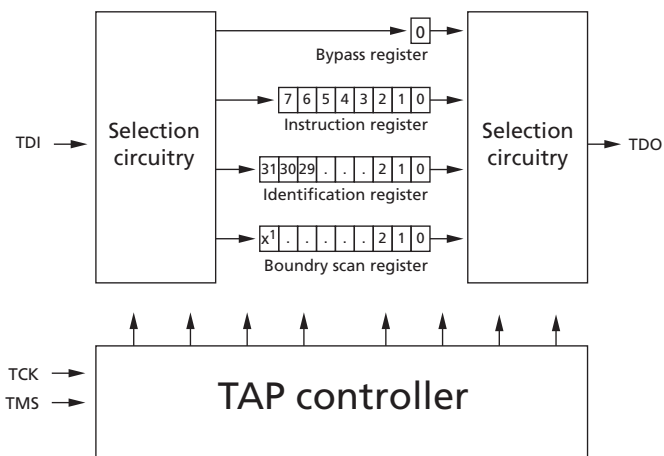 0
Bypass register
7 6 5 4 3 2 1 0
Instruction register
TDI
Selection
circuitry
Selection
circuitry
TDO
31 30 29 . . . 2 1 0
Identification register
x¹ . . . . . 2 1 0
Boundry scan register
TCK
TMS
TAP controller